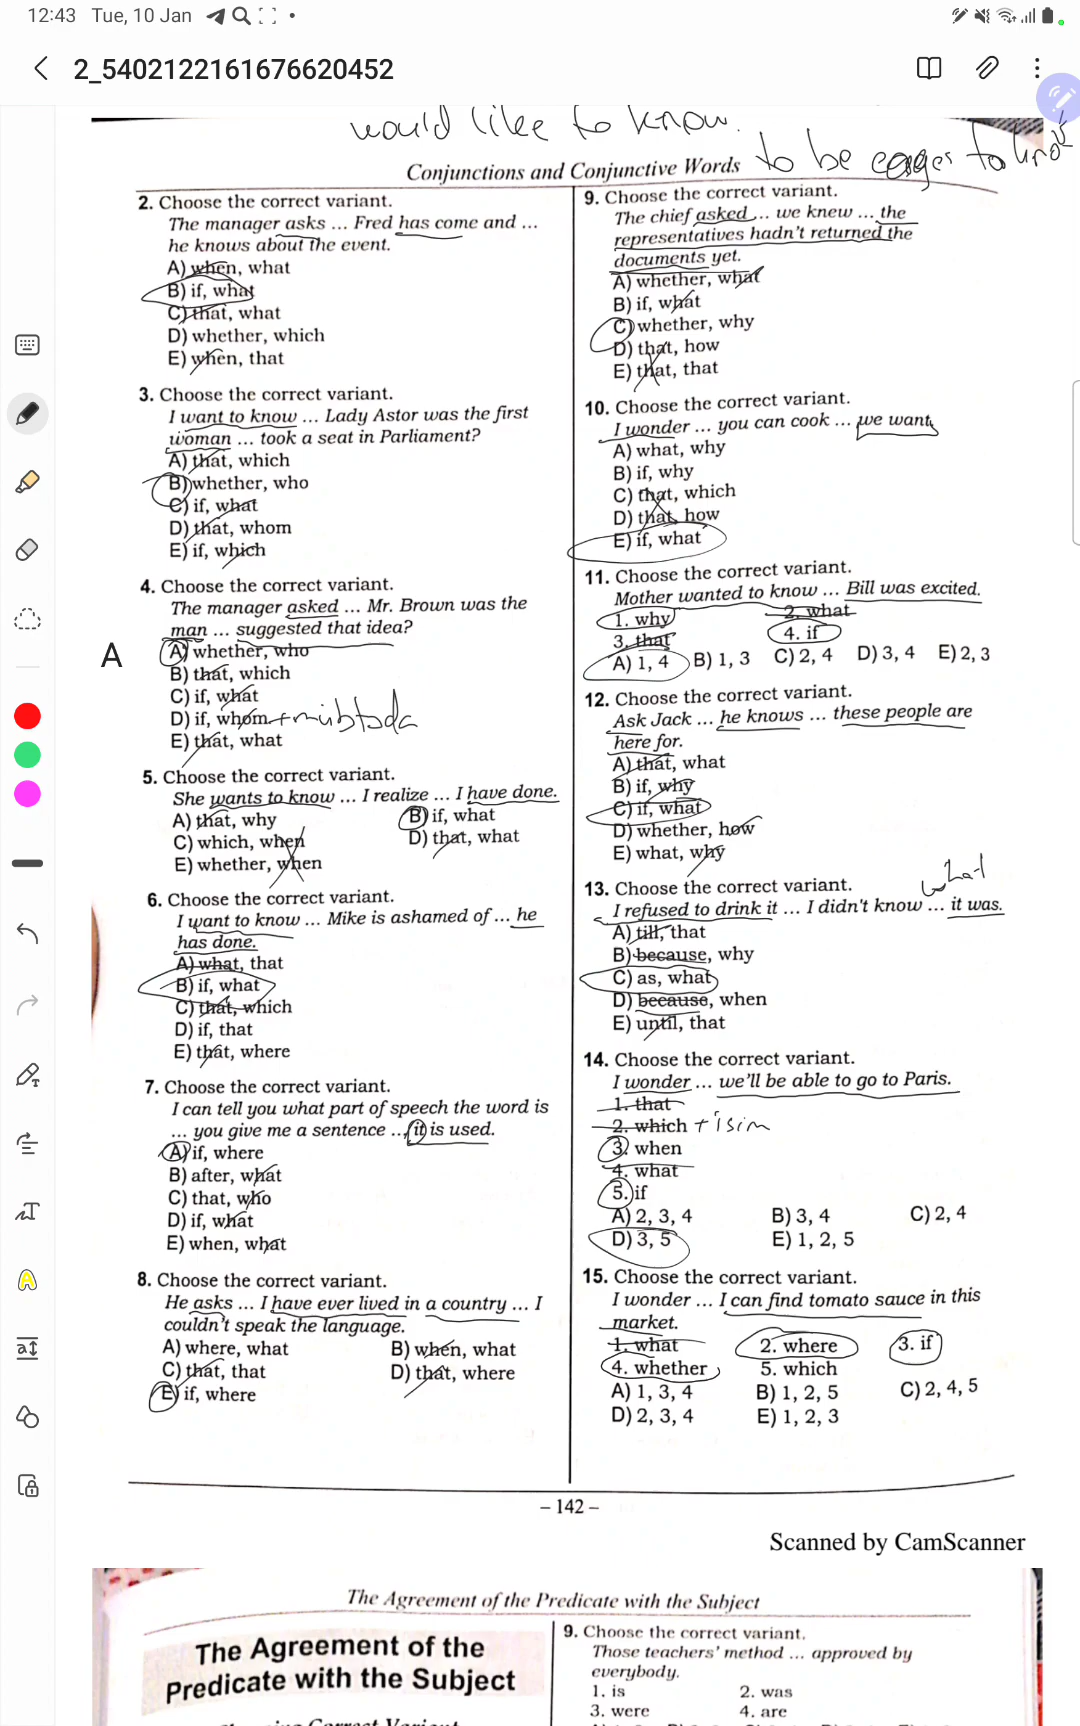 12:43 Tue, 10 Jan
2_5402122161676620452
would like to know.
to be eager to know
Conjunctions and Conjunctive Words
2. Choose the correct variant.
The manager asks ... Fred has come and ...
he knows about the event.
A) when, what
B) if, what
C) that, what
D) whether, which
E) when, that
3. Choose the correct variant.
I want to know ... Lady Astor was the first
woman ... took a seat in Parliament?
A) that, which
B) whether, who
C) if, what
D) that, whom
E) if, which
4. Choose the correct variant.
The manager asked ... Mr. Brown was the
man ... suggested that idea?
A
A) whether, who
B) that, which
C) if, what
D) if, whom + mübtəda
E) that, what
5. Choose the correct variant.
She wants to know ... I realize ... I have done.
A) that, why B) if, what
C) which, when D) that, what
E) whether, when
6. Choose the correct variant.
I want to know ... Mike is ashamed of ... he
has done.
A) what, that
B) if, what
C) that, which
D) if, that
E) that, where
7. Choose the correct variant.
I can tell you what part of speech the word is
... you give me a sentence ... it is used.
A) if, where
B) after, what
C) that, who
D) if, what
E) when, what
8. Choose the correct variant.
He asks ... I have ever lived in a country ... I
couldn't speak the language.
A) where, what B) when, what
C) that, that D) that, where
E) if, where
9. Choose the correct variant.
The chief asked ... we knew ... the
representatives hadn't returned the
documents yet.
A) whether, what
B) if, what
C) whether, why
D) that, how
E) that, that
10. Choose the correct variant.
I wonder ... you can cook ... we want.
A) what, why
B) if, why
C) that, which
D) that, how
E) if, what
11. Choose the correct variant.
Mother wanted to know ... Bill was excited.
1. why 2. what
3. that 4. if
A) 1, 4 B) 1, 3 C) 2, 4 D) 3, 4 E) 2, 3
12. Choose the correct variant.
Ask Jack ... he knows ... these people are
here for.
A) that, what
B) if, why
C) if, what
D) whether, how
E) what, why
13. Choose the correct variant.
what
I refused to drink it ... I didn't know ... it was.
A) till, that
B) because, why
C) as, what
D) because, when
E) until, that
14. Choose the correct variant.
I wonder ... we'll be able to go to Paris.
1. that
2. which + isim
3. when
4. what
5. if
A) 2, 3, 4 B) 3, 4 C) 2, 4
D) 3, 5 E) 1, 2, 5
15. Choose the correct variant.
I wonder ... I can find tomato sauce in this
market.
1. what 2. where 3. if
4. whether 5. which
A) 1, 3, 4 B) 1, 2, 5 C) 2, 4, 5
D) 2, 3, 4 E) 1, 2, 3
– 142 –
Scanned by CamScanner
The Agreement of the Predicate with the Subject
The Agreement of the
Predicate with the Subject
9. Choose the correct variant.
Those teachers' method ... approved by
everybody.
1. is 2. was
3. were 4. are